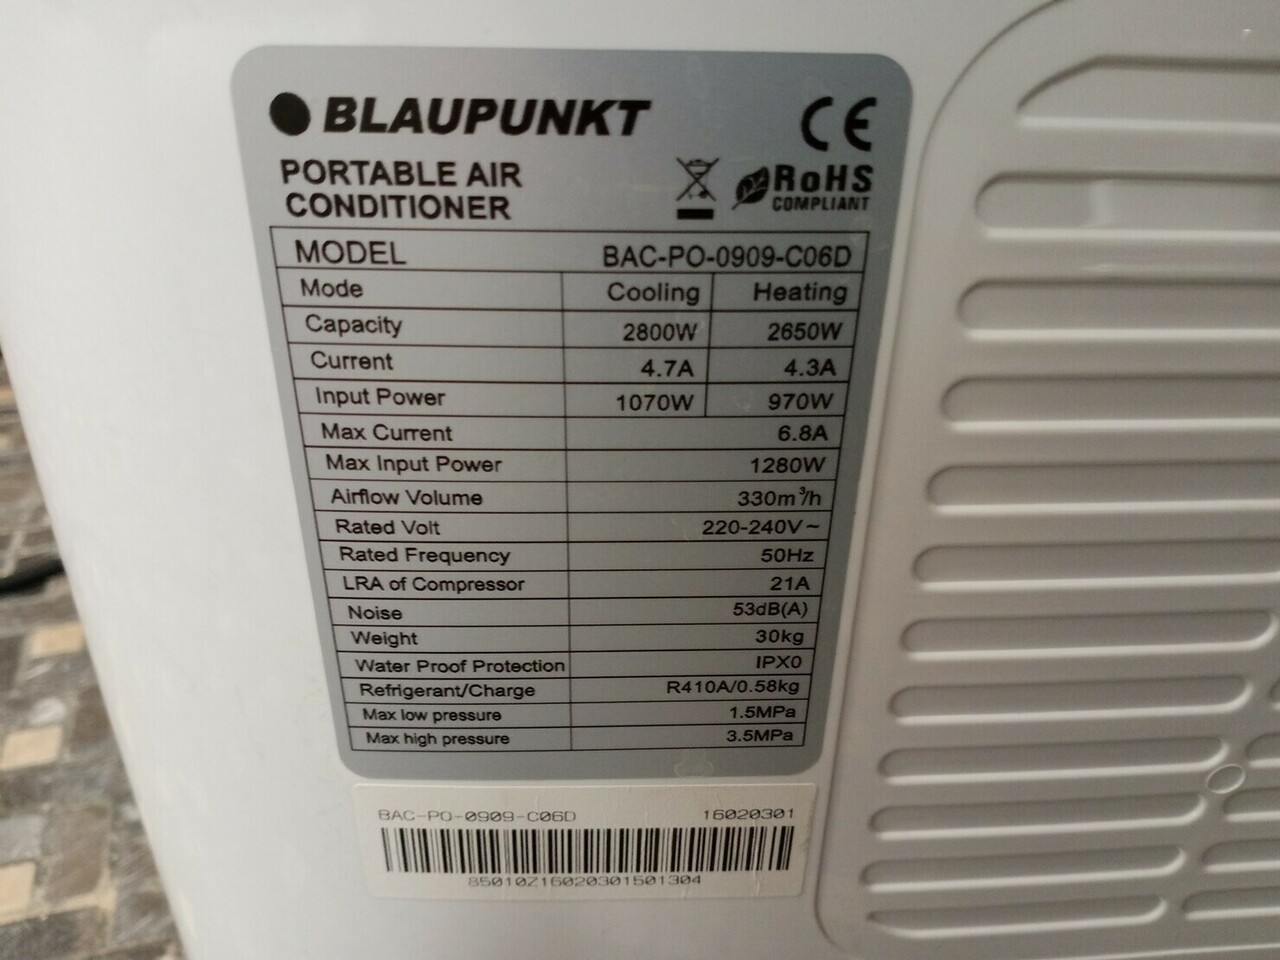 BLAUPUNKT
CE
PORTABLE AIR
CONDITIONER
RoHS
COMPLIANT
MODEL BAC-PO-0909-C06D
Mode Cooling Heating
Capacity 2800W 2650W
Current 4.7A 4.3A
Input Power 1070W 970W
Max Current 6.8A
Max Input Power 1280W
Airflow Volume 330m³/h
Rated Volt 220-240V~
Rated Frequency 50Hz
LRA of Compressor 21A
Noise 53dB(A)
Weight 30kg
Water Proof Protection IPX0
Refrigerant/Charge R410A/0.58kg
Max low pressure 1.5MPa
Max high pressure 3.5MPa
BAC-PO-0909-C06D 16020301
85010Z16020301501304